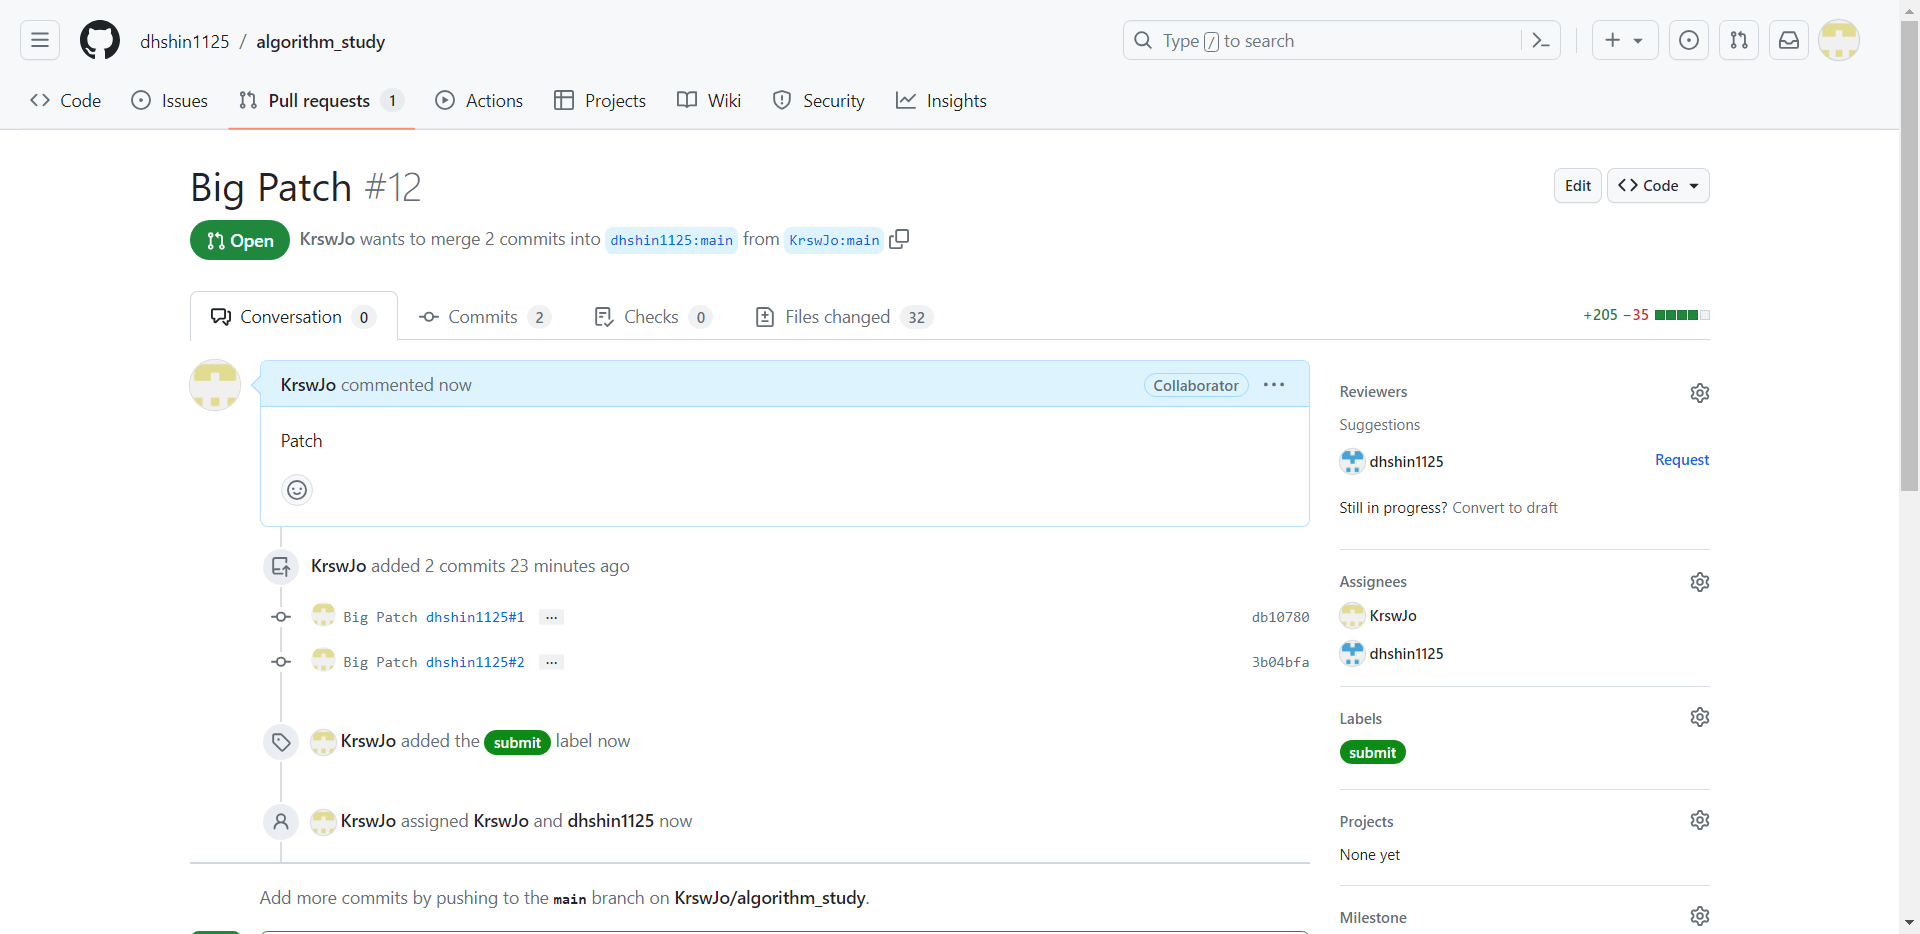 dhshin1125 / algorithm_study
Type / to search
Code
Issues
Pull requests 1
Actions
Projects
Wiki
Security
Insights
Big Patch #12
Edit
Code
Open
KrswJo wants to merge 2 commits into dhshin1125:main from KrswJo:main
Conversation 0
Commits 2
Checks 0
Files changed 32
+205 −35
KrswJo commented now
Collaborator
Patch
KrswJo added 2 commits 23 minutes ago
Big Patch dhshin1125#1 ...
db10780
Big Patch dhshin1125#2 ...
3b04bfa
KrswJo added the submit label now
KrswJo assigned KrswJo and dhshin1125 now
Add more commits by pushing to the main branch on KrswJo/algorithm_study.
Reviewers
Suggestions
dhshin1125
Request
Still in progress? Convert to draft
Assignees
KrswJo
dhshin1125
Labels
submit
Projects
None yet
Milestone